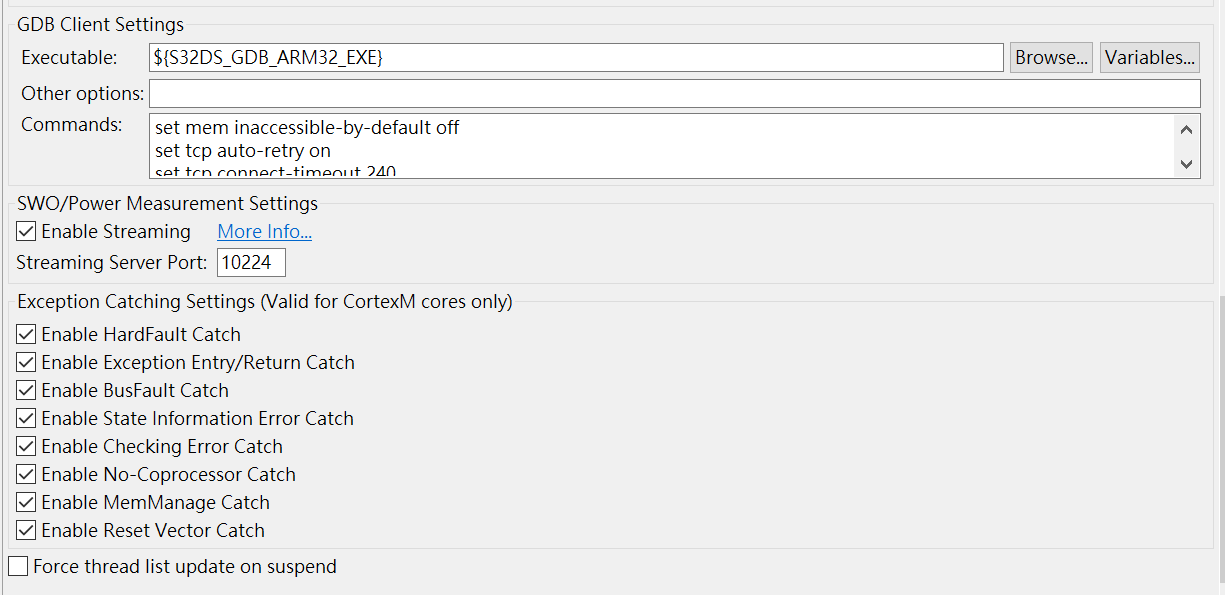 GDB Client Settings
Executable: ${S32DS_GDB_ARM32_EXE} Browse... Variables...
Other options:
Commands: set mem inaccessible-by-default off
set tcp auto-retry on
set tcp connect-timeout 240
SWO/Power Measurement Settings
Enable Streaming More Info...
Streaming Server Port: 10224
Exception Catching Settings (Valid for CortexM cores only)
Enable HardFault Catch
Enable Exception Entry/Return Catch
Enable BusFault Catch
Enable State Information Error Catch
Enable Checking Error Catch
Enable No-Coprocessor Catch
Enable MemManage Catch
Enable Reset Vector Catch
Force thread list update on suspend